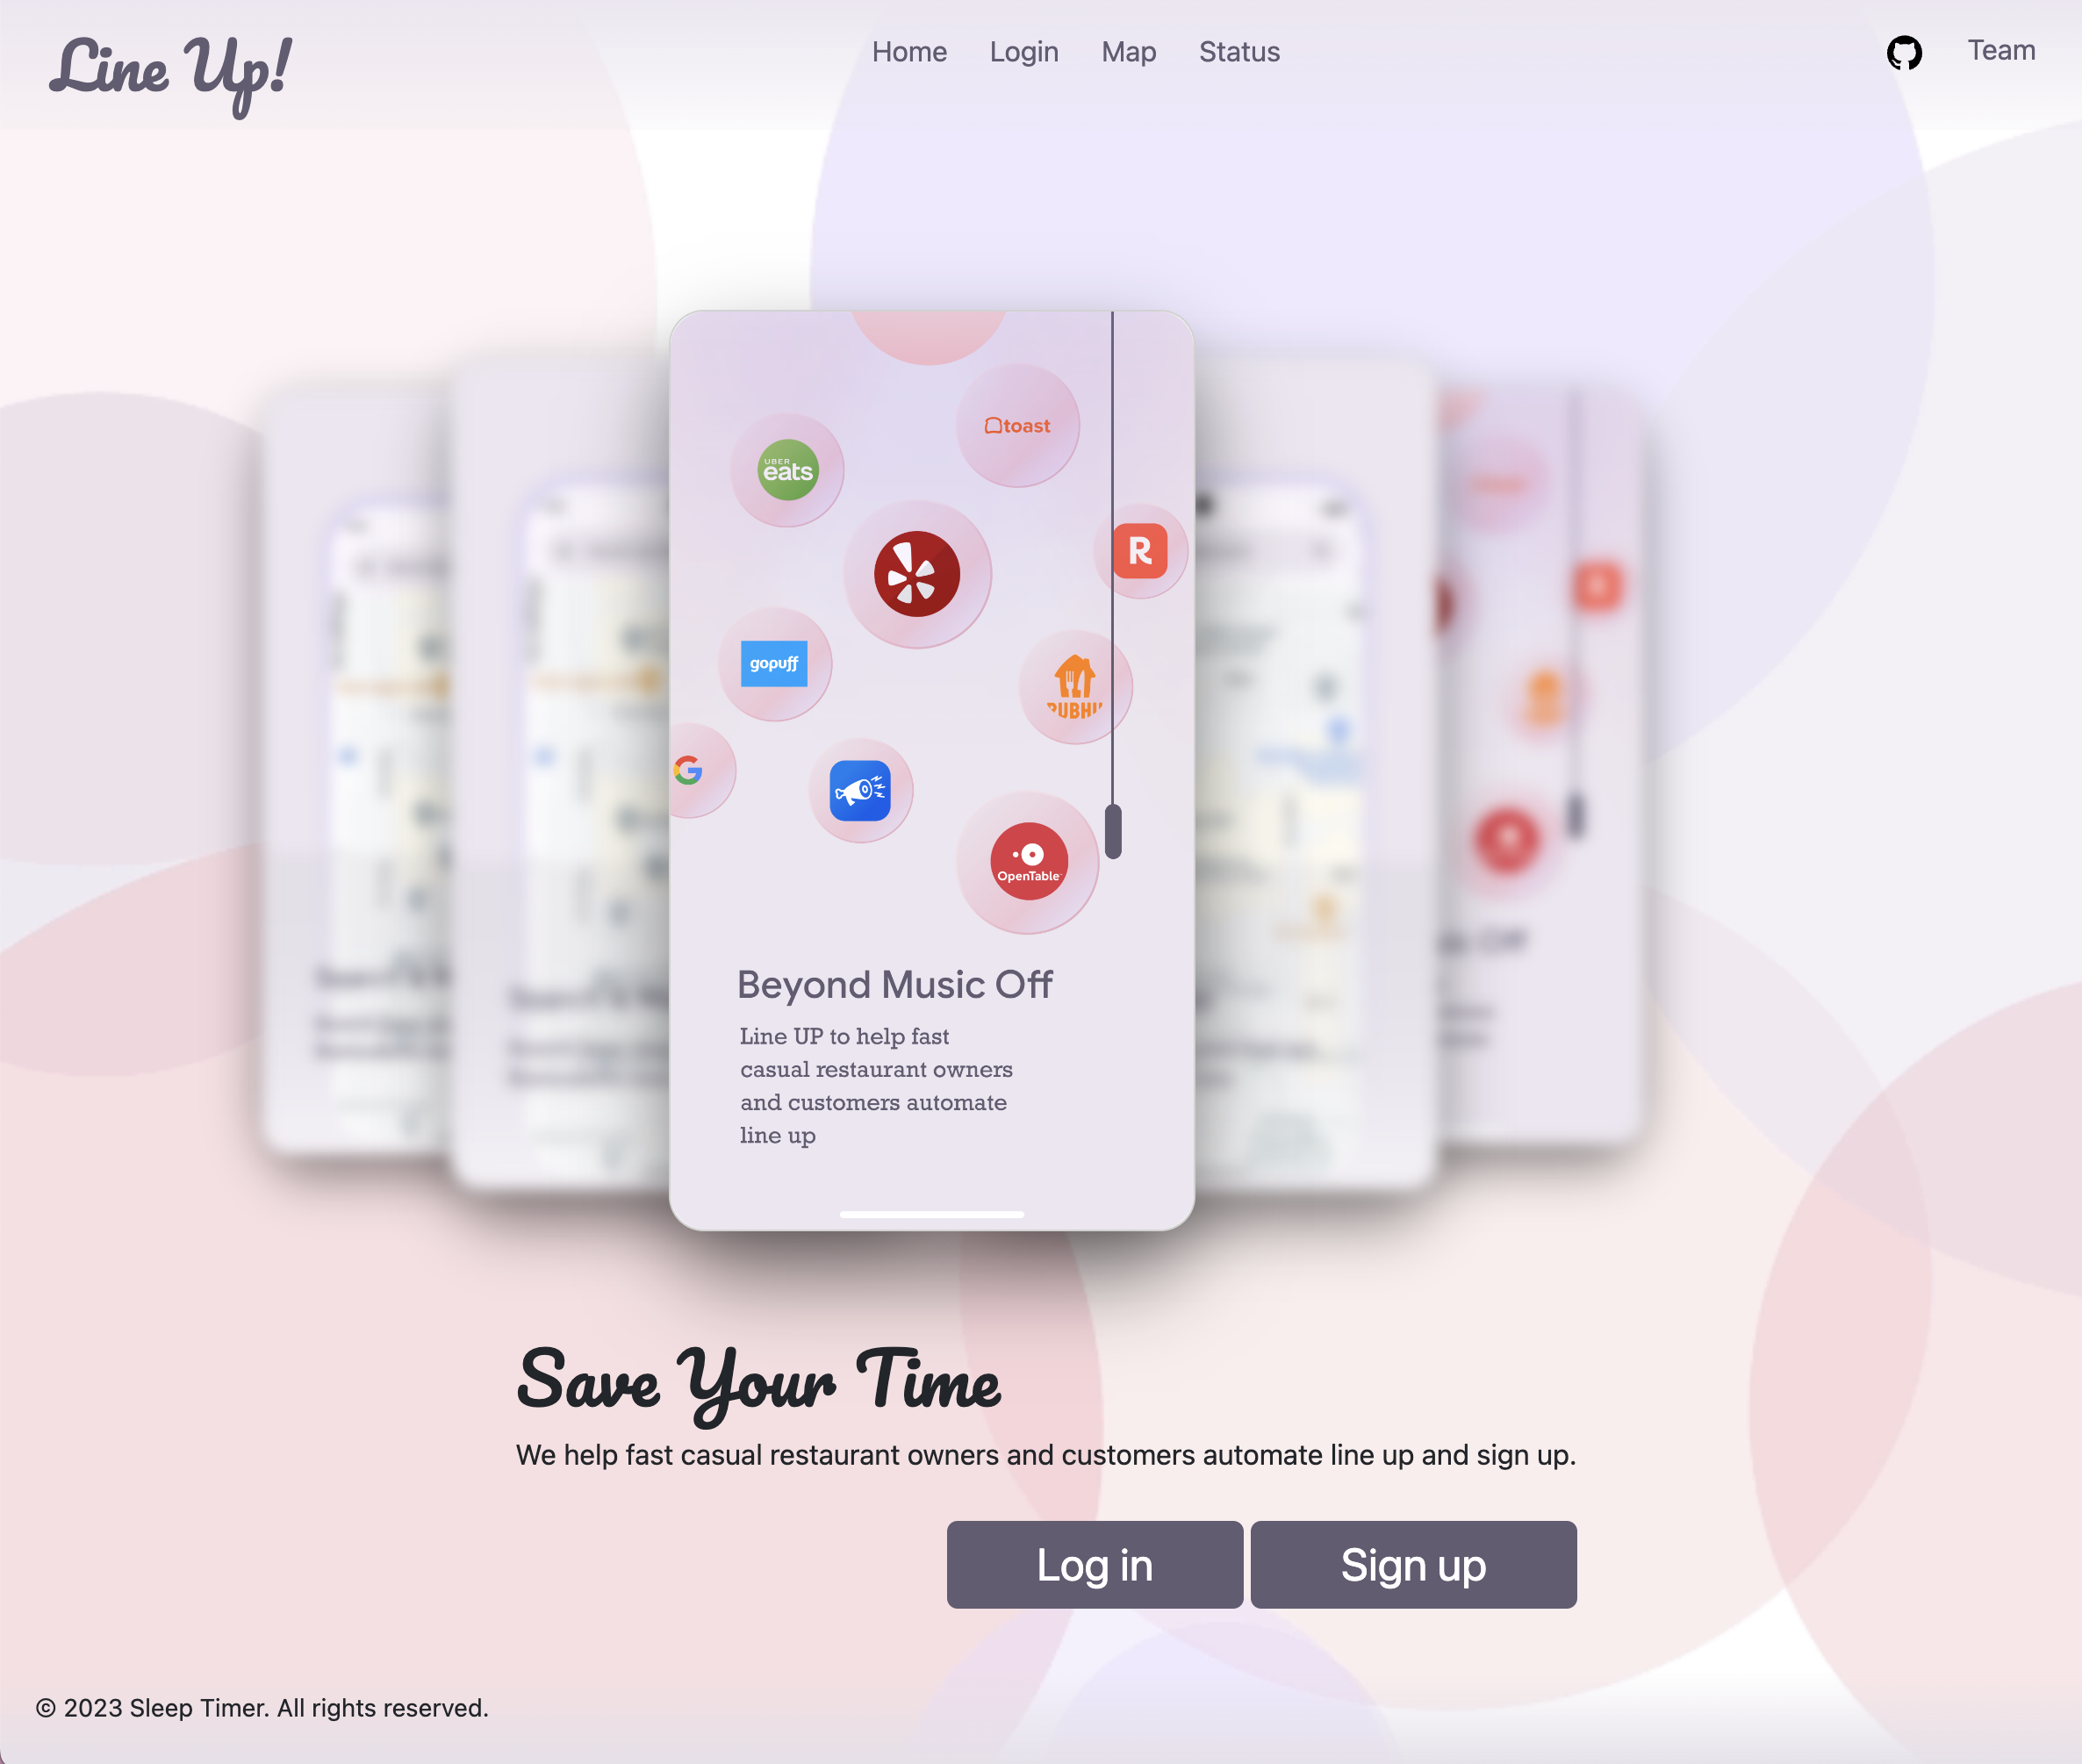 Line Up!
Home Login Map Status
Team
toast
UBER
eats
R
gopuff
G
OpenTable
Beyond Music Off
Line UP to help fast
casual restaurant owners
and customers automate
line up
Save Your Time
We help fast casual restaurant owners and customers automate line up and sign up.
Log in Sign up
© 2023 Sleep Timer. All rights reserved.